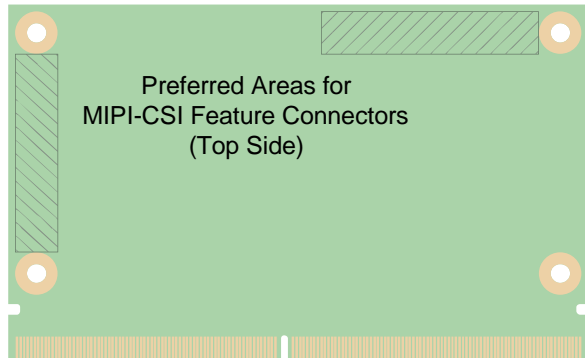 Preferred Areas for
MIPI-CSI Feature Connectors
(Top Side)